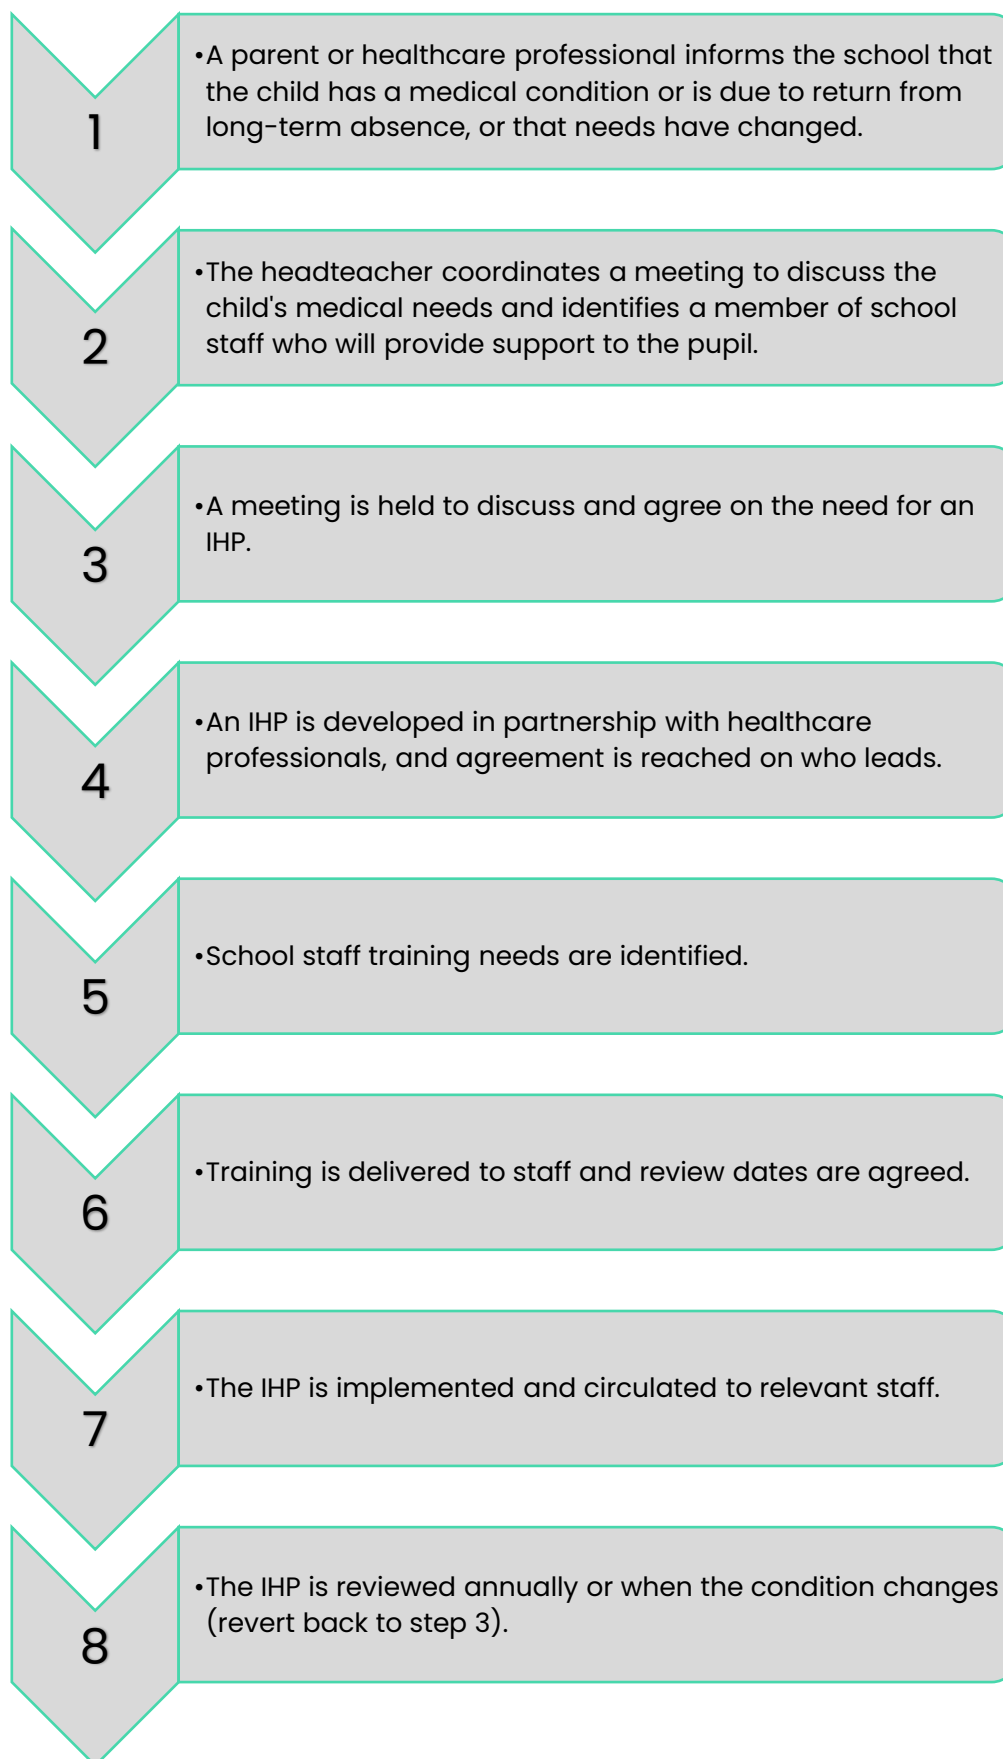 1
•A parent or healthcare professional informs the school that
the child has a medical condition or is due to return from
long-term absence, or that needs have changed.
2
•The headteacher coordinates a meeting to discuss the
child's medical needs and identifies a member of school
staff who will provide support to the pupil.
3
•A meeting is held to discuss and agree on the need for an
IHP.
4
•An IHP is developed in partnership with healthcare
professionals, and agreement is reached on who leads.
5
•School staff training needs are identified.
6
•Training is delivered to staff and review dates are agreed.
7
•The IHP is implemented and circulated to relevant staff.
8
•The IHP is reviewed annually or when the condition changes
(revert back to step 3).